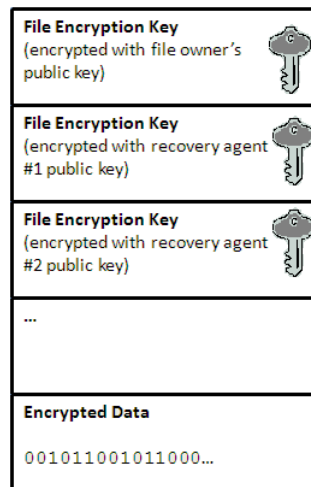 File Encryption Key
(encrypted with file owner’s
public key)
C
File Encryption Key
(encrypted with recovery agent
#1 public key)
C
File Encryption Key
(encrypted with recovery agent
#2 public key)
C
...
Encrypted Data
001011001011000...